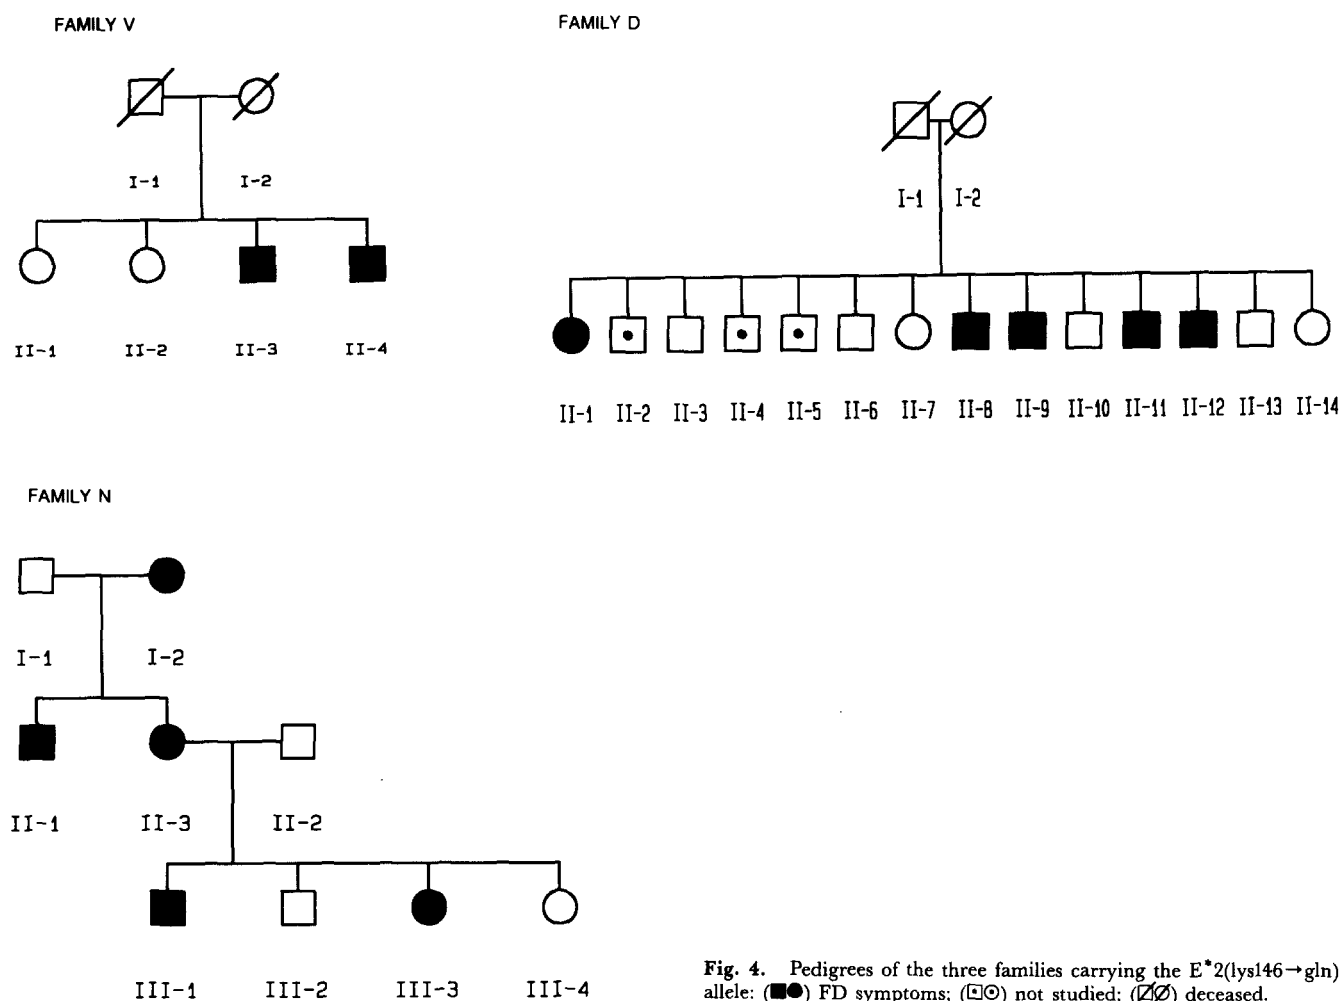 FAMILY V
FAMILY D
I-1 I-2
I-1 I-2
II-1 II-2 II-3 II-4
II-1 II-2 II-3 II-4 II-5 II-6 II-7 II-8 II-9 II-10 II-11 II-12 II-13 II-14
FAMILY N
I-1 I-2
II-1 II-3 II-2
III-1 III-2 III-3 III-4
Fig. 4. Pedigrees of the three families carrying the E*2(lys146→gln)
allele: (■●) FD symptoms; (⊡⊙) not studied; (⍁∅) deceased.